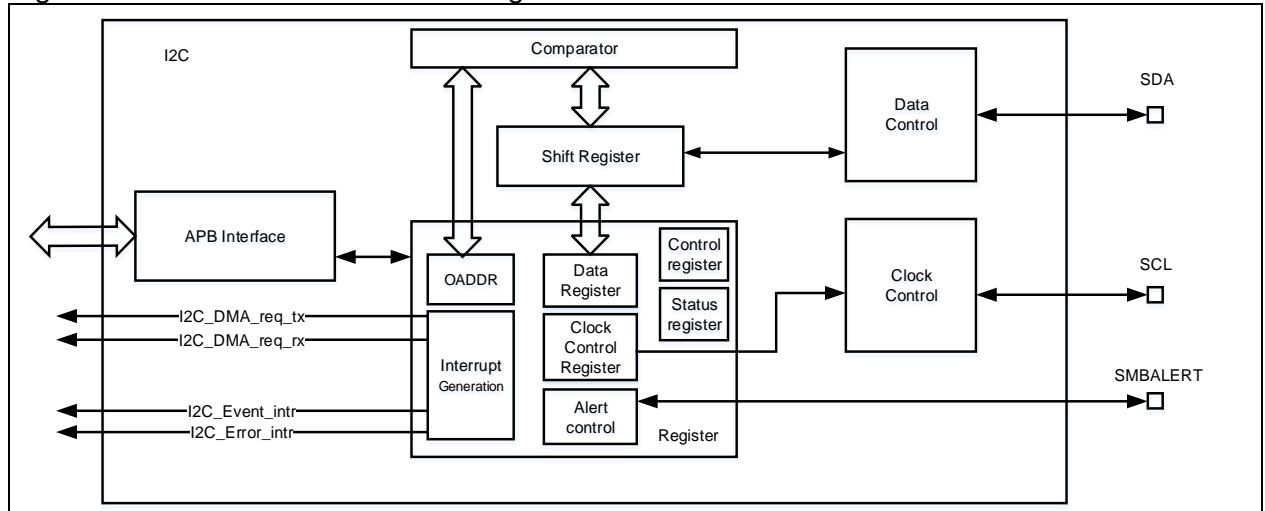 I2C
Comparator
SDA
Data
Control
Shift Register
APB Interface
Control
register
SCL
OADDR
Data
Register
Clock
Control
Status
register
I2C_DMA_req_tx
I2C_DMA_req_rx
Clock
Control
Register
Interrupt
Generation
SMBALERT
I2C_Event_intr
I2C_Error_intr
Alert
control
Register